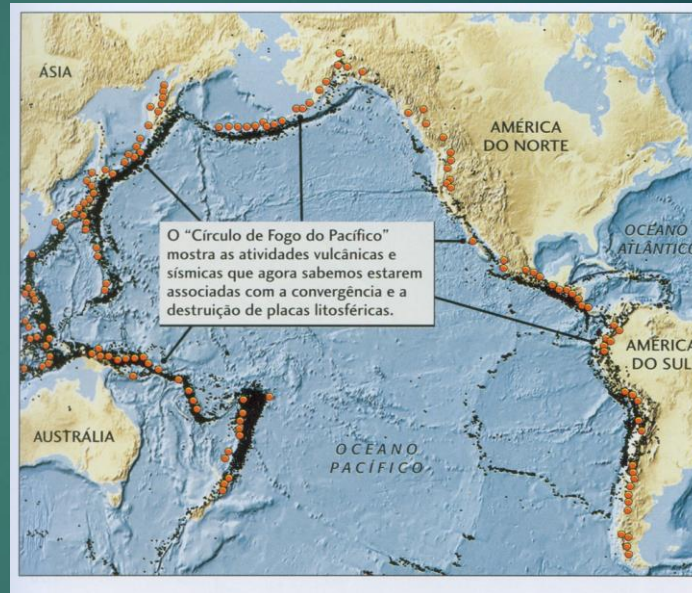 ÁSIA
AMÉRICA
DO NORTE
OCEANO
ATLÂNTICO
O “Círculo de Fogo do Pacífico”
mostra as atividades vulcânicas e
sísmicas que agora sabemos estarem
associadas com a convergência e a
destruição de placas litosféricas.
AMÉRICA
DO SUL
AUSTRÁLIA
OCEANO
PACÍFICO